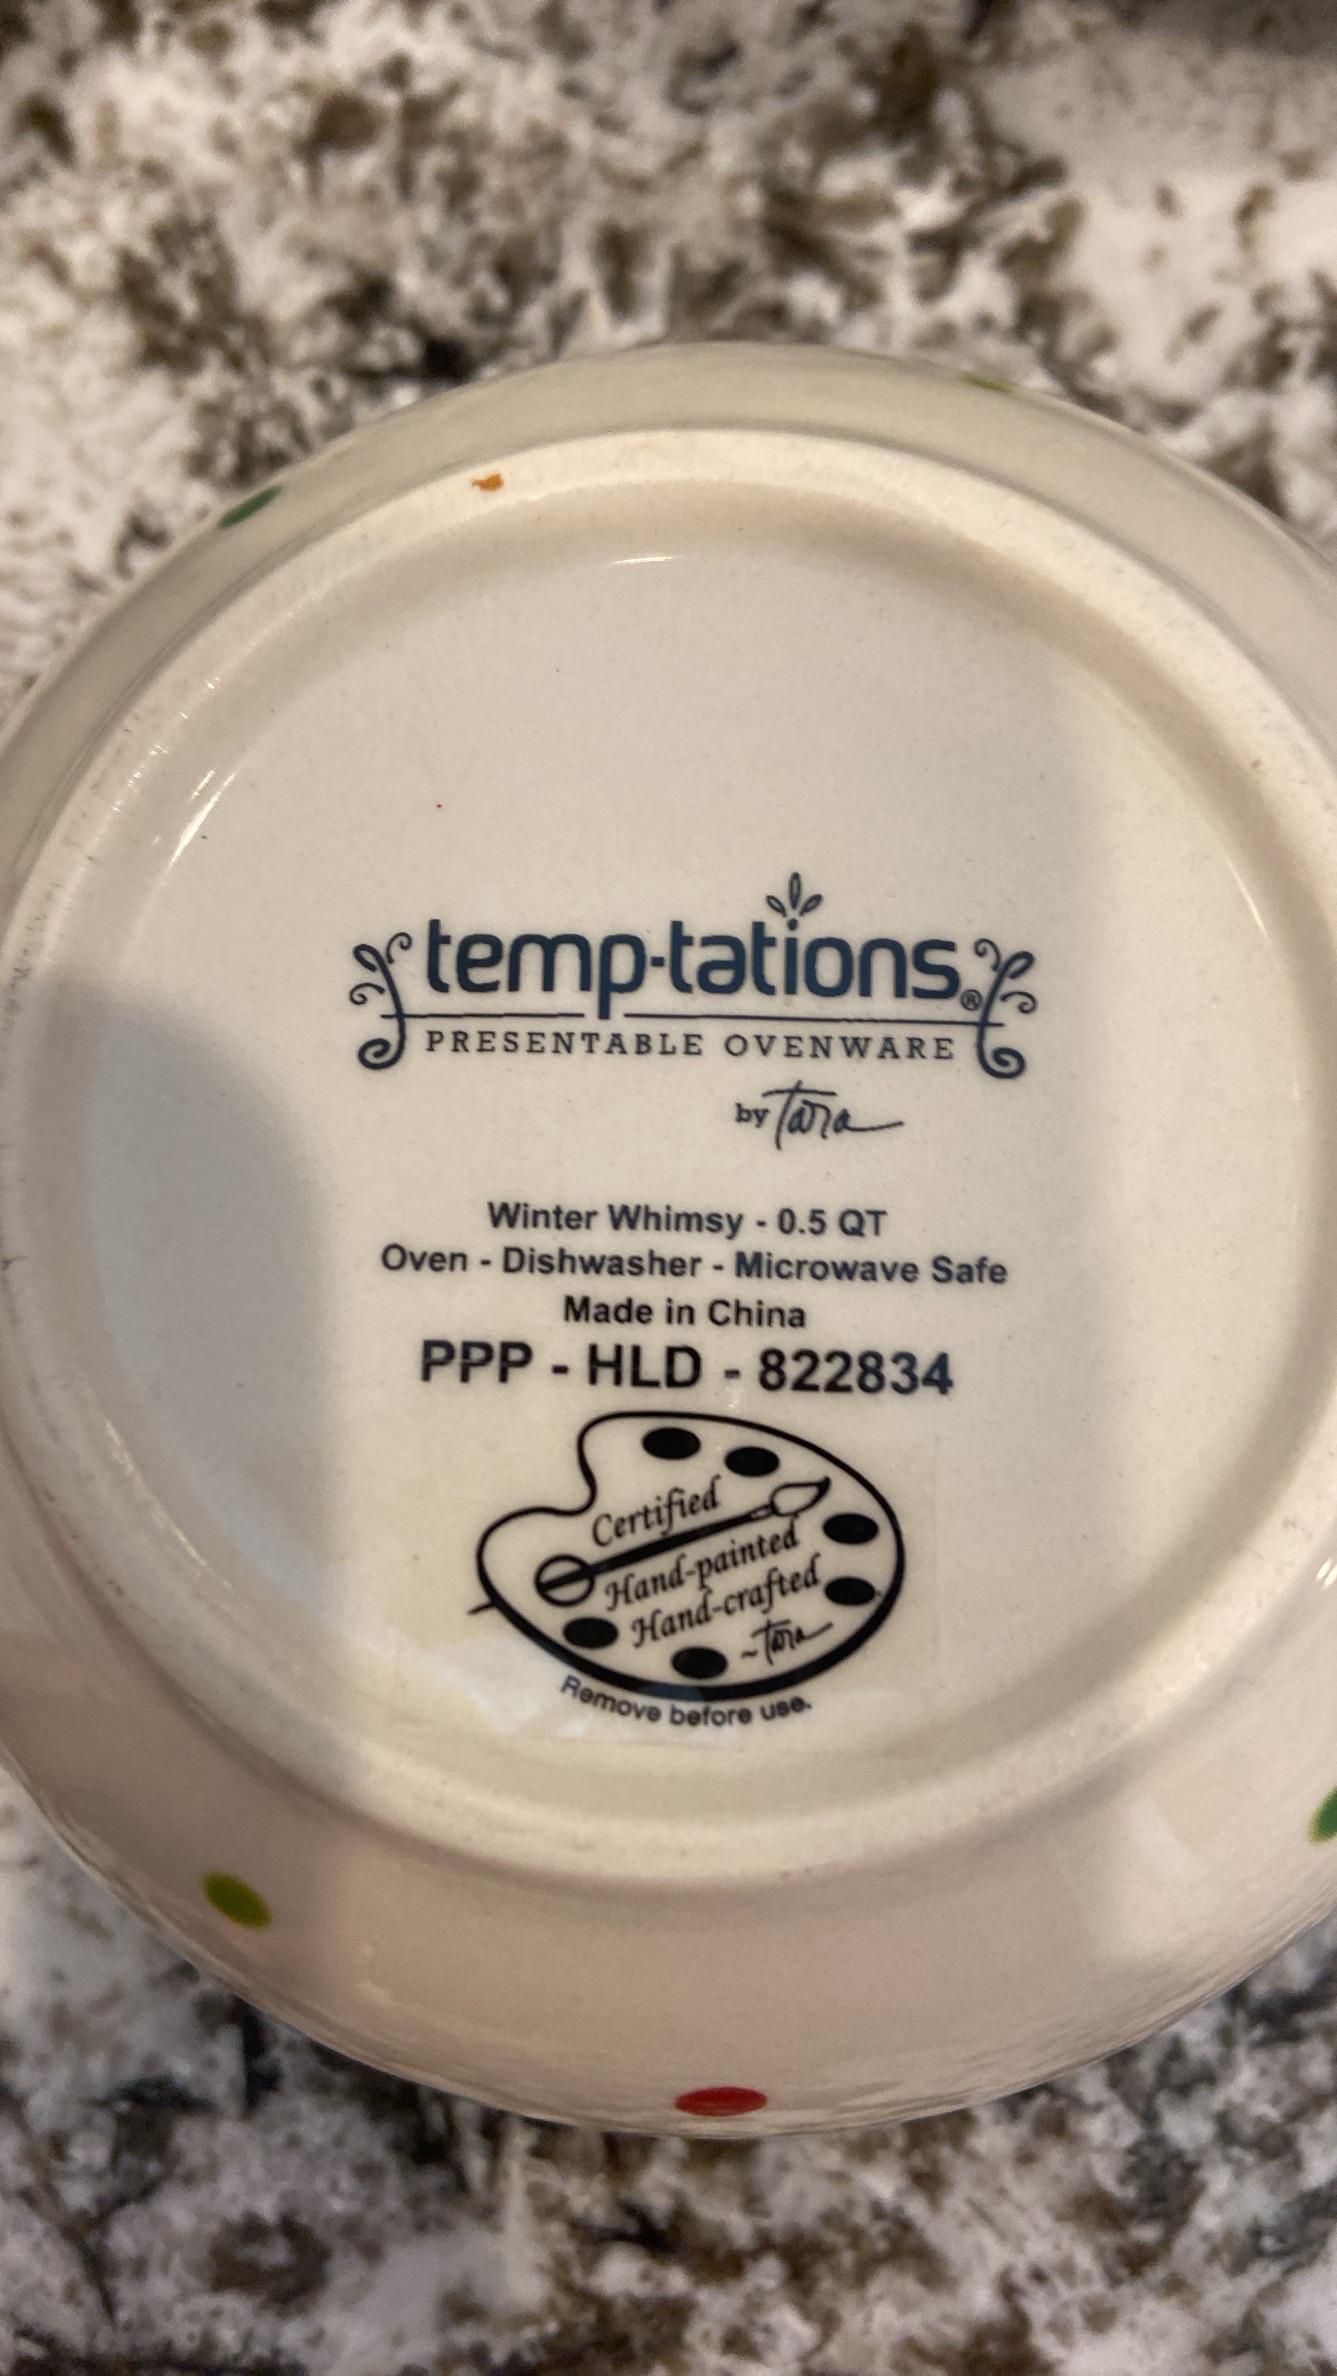 temp-tations®
PRESENTABLE OVENWARE
by Tara
Winter Whimsy - 0.5 QT
Oven - Dishwasher - Microwave Safe
Made in China
PPP - HLD - 822834
Certified
Hand-painted
Hand-crafted
~Tara
Remove before use.